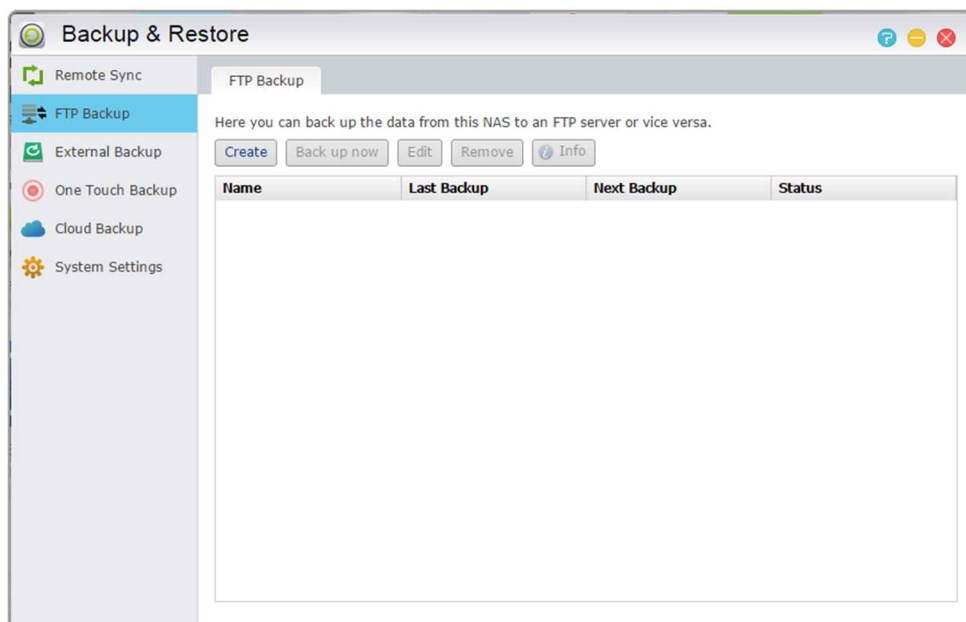 Backup & Restore
Remote Sync
FTP Backup
External Backup
One Touch Backup
Cloud Backup
System Settings
FTP Backup
Here you can back up the data from this NAS to an FTP server or vice versa.
Create Back up now Edit Remove Info
Name Last Backup Next Backup Status